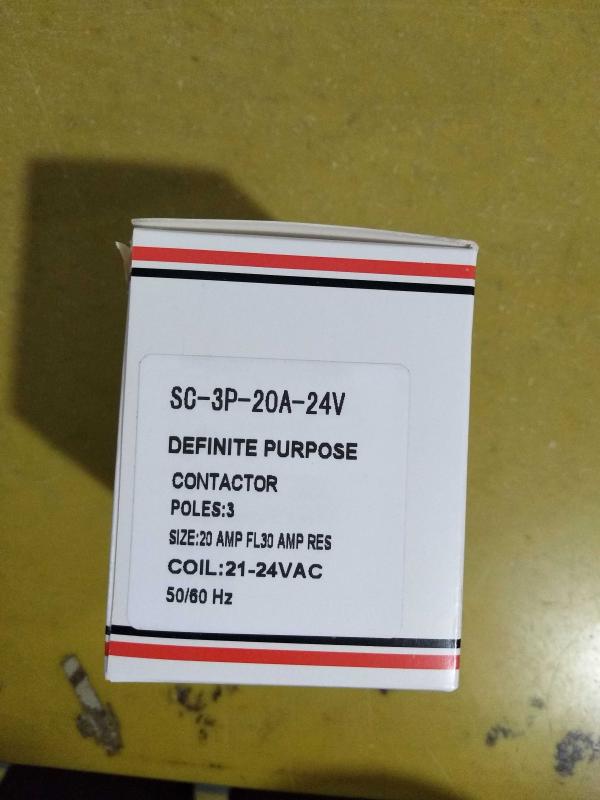 SC-3P-20A-24V
DEFINITE PURPOSE
CONTACTOR
POLES:3
SIZE:20 AMP FL30 AMP RES
COIL:21-24VAC
50/60 Hz